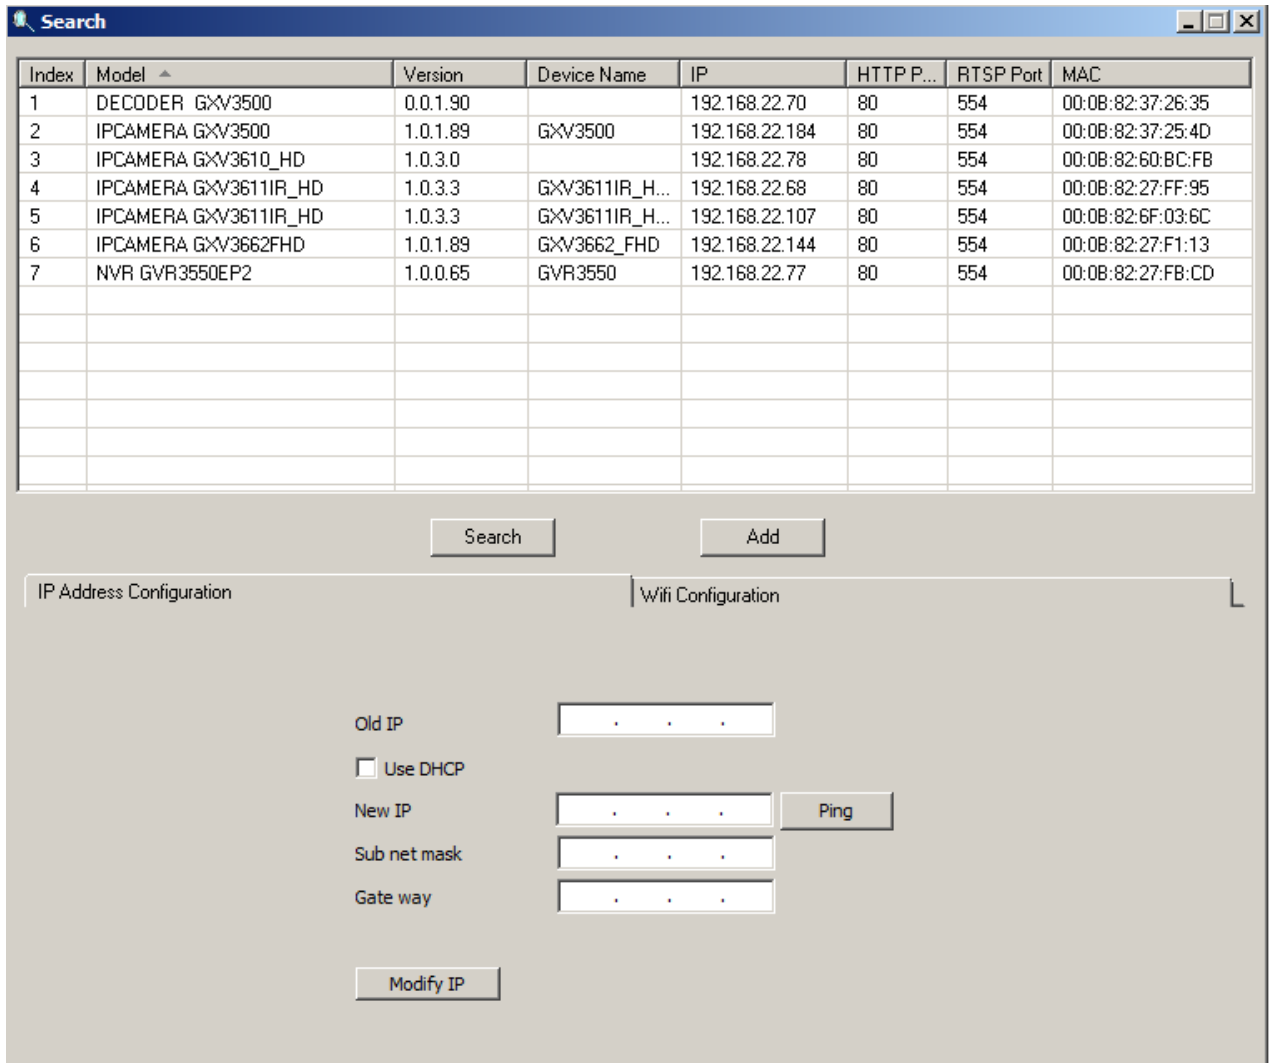 Search
Index Model Version Device Name IP HTTP P... RTSP Port MAC
1 DECODER GXV3500 0.0.1.90 192.168.22.70 80 554 00:0B:82:37:26:35
2 IPCAMERA GXV3500 1.0.1.89 GXV3500 192.168.22.184 80 554 00:0B:82:37:25:4D
3 IPCAMERA GXV3610_HD 1.0.3.0 192.168.22.78 80 554 00:0B:82:60:BC:FB
4 IPCAMERA GXV3611IR_HD 1.0.3.3 GXV3611IR_H... 192.168.22.68 80 554 00:0B:82:27:FF:95
5 IPCAMERA GXV3611IR_HD 1.0.3.3 GXV3611IR_H... 192.168.22.107 80 554 00:0B:82:6F:03:6C
6 IPCAMERA GXV3662FHD 1.0.1.89 GXV3662_FHD 192.168.22.144 80 554 00:0B:82:27:F1:13
7 NVR GVR3550EP2 1.0.0.65 GVR3550 192.168.22.77 80 554 00:0B:82:27:FB:CD
Search Add
IP Address Configuration Wifi Configuration
Old IP . . .
Use DHCP
New IP . . . Ping
Sub net mask . . .
Gate way . . .
Modify IP